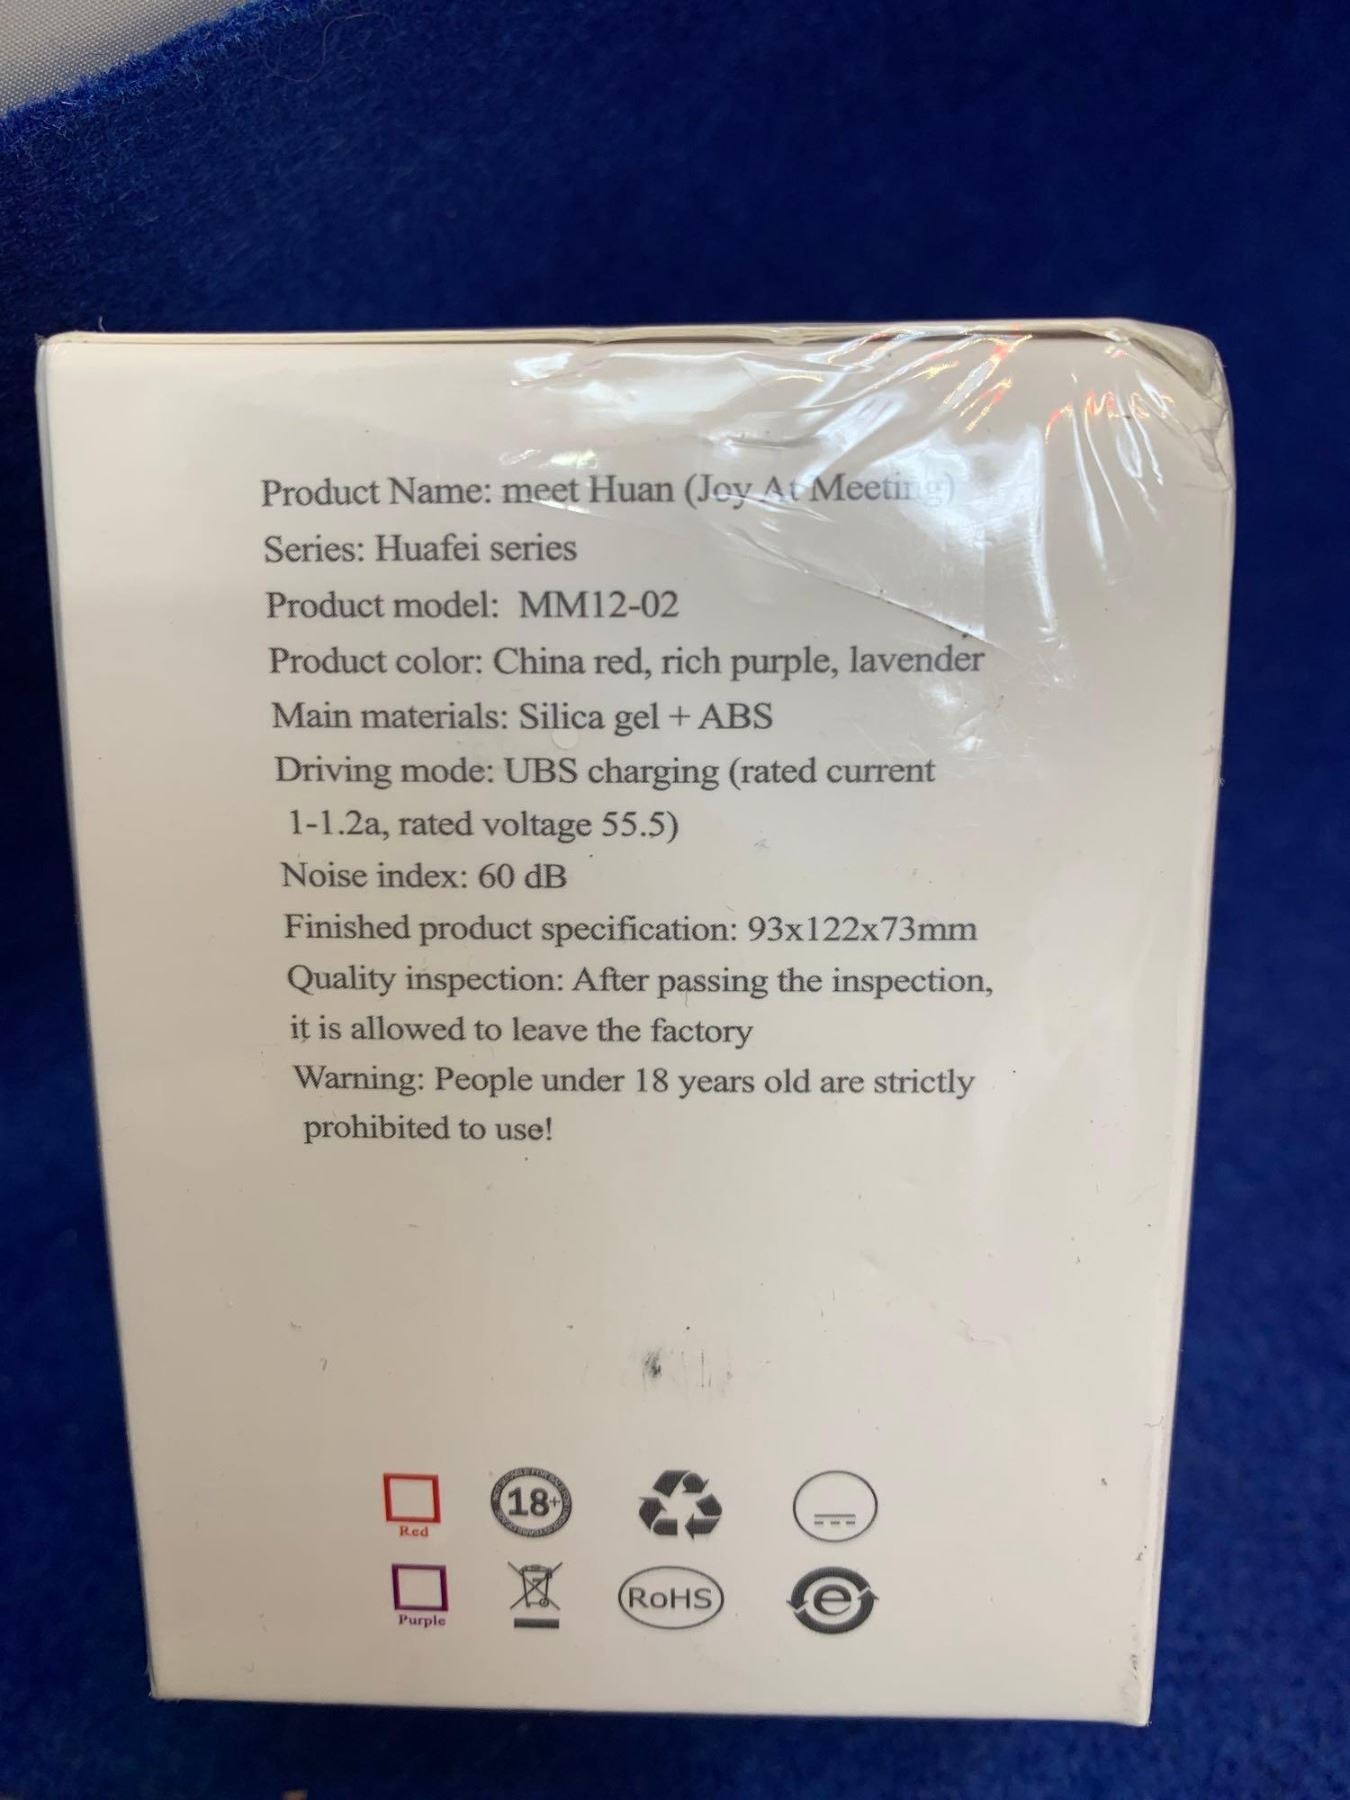 Product Name: meet Huan (Joy At Meeting)
Series: Huafei series
Product model: MM12-02
Product color: China red, rich purple, lavender
Main materials: Silica gel + ABS
Driving mode: UBS charging (rated current
1-1.2a, rated voltage 55.5)
Noise index: 60 dB
Finished product specification: 93x122x73mm
Quality inspection: After passing the inspection,
it is allowed to leave the factory
Warning: People under 18 years old are strictly
prohibited to use!
Red
18+
Purple
RoHS
e